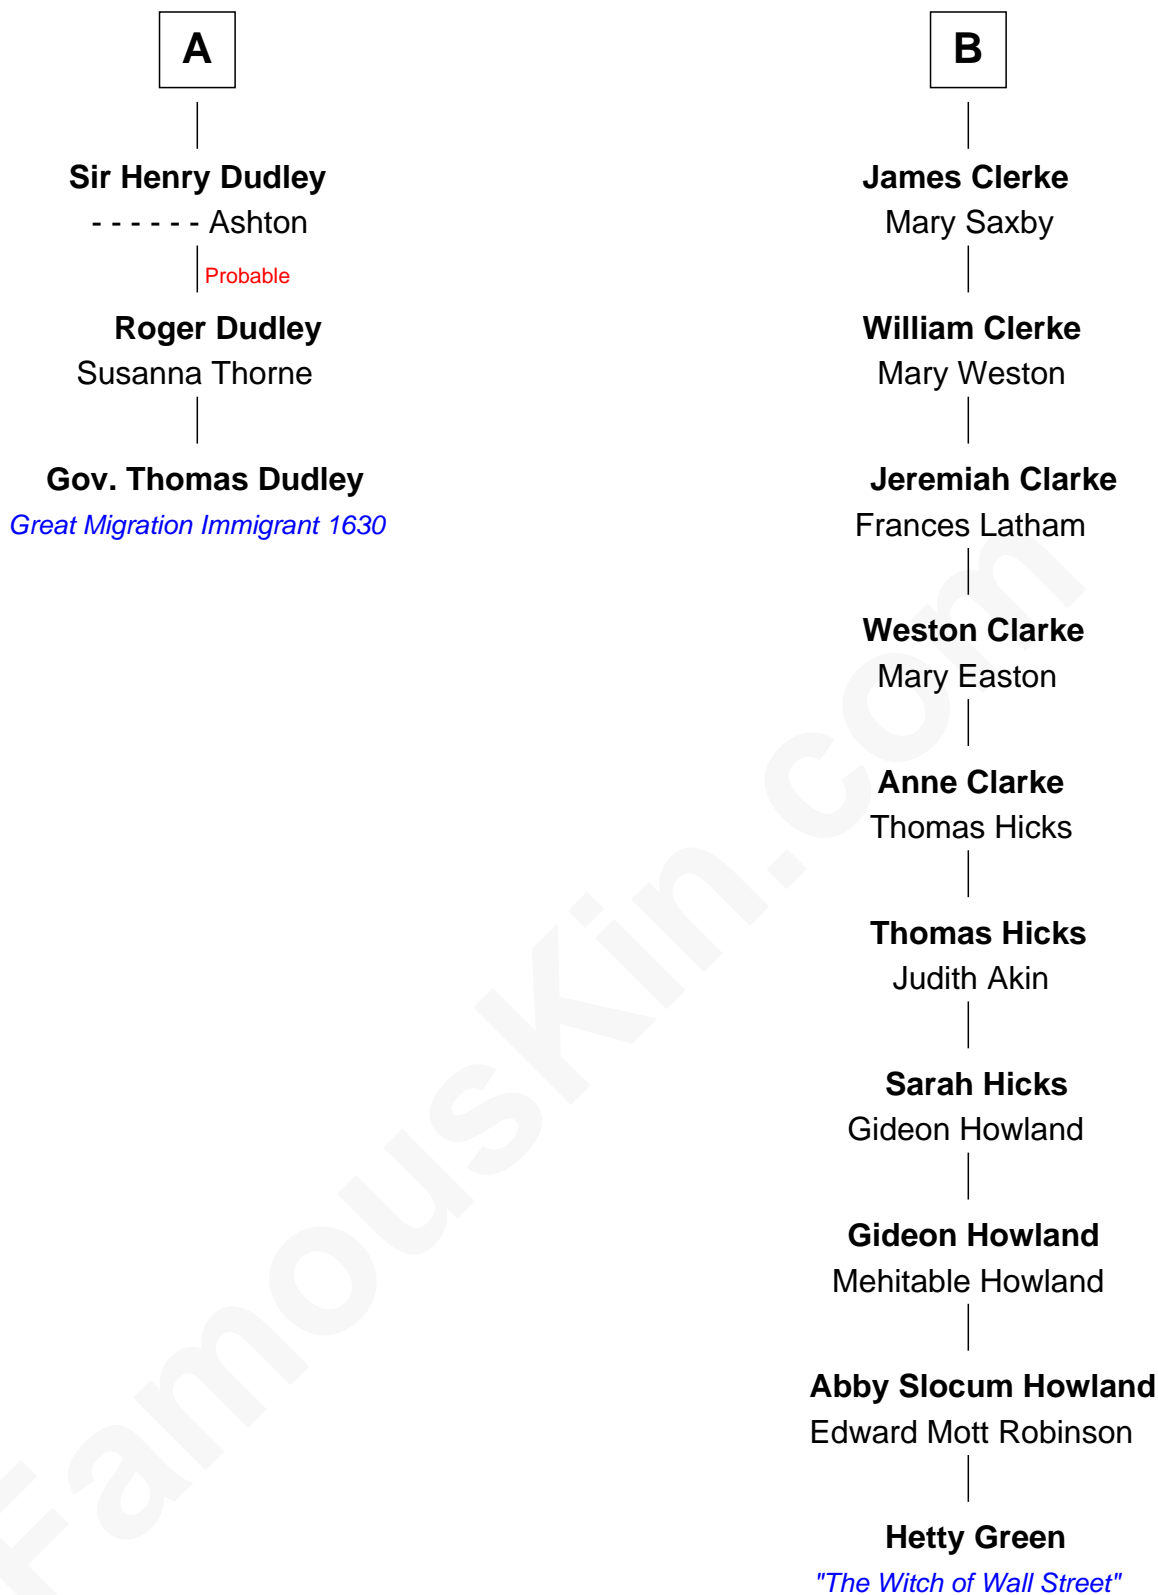 A
Sir Henry Dudley
- - - - - - Ashton
Probable
Roger Dudley
Susanna Thorne
Gov. Thomas Dudley
Great Migration Immigrant 1630
B
James Clerke
Mary Saxby
William Clerke
Mary Weston
Jeremiah Clarke
Frances Latham
Weston Clarke
Mary Easton
Anne Clarke
Thomas Hicks
Thomas Hicks
Judith Akin
Sarah Hicks
Gideon Howland
Gideon Howland
Mehitable Howland
Abby Slocum Howland
Edward Mott Robinson
Hetty Green
"The Witch of Wall Street"
FamousKin.com